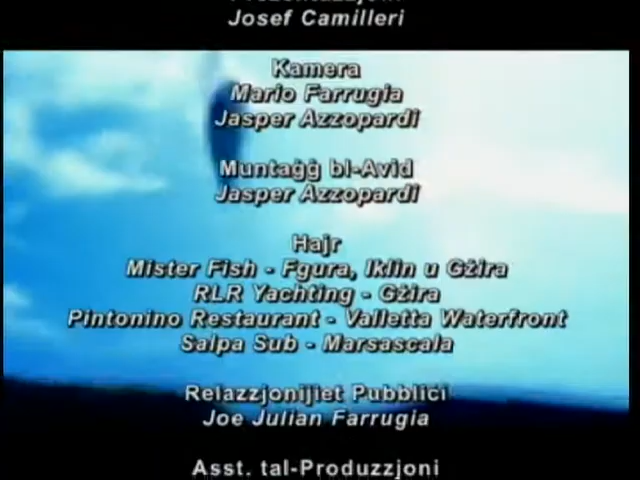 Josef Camilleri
Kamera
Mario Farrugia
Jasper Azzopardi
Muntaġġ bl-Avid
Jasper Azzopardi
Ħajr
Mister Fish - Fgura, Iklin u Gżira
RLR Yachting - Gżira
Pintonino Restaurant - Valletta Waterfront
Salpa Sub - Marsascala
Relazzjonijiet Pubbliċi
Joe Julian Farrugia
Asst. tal-Produzzjoni